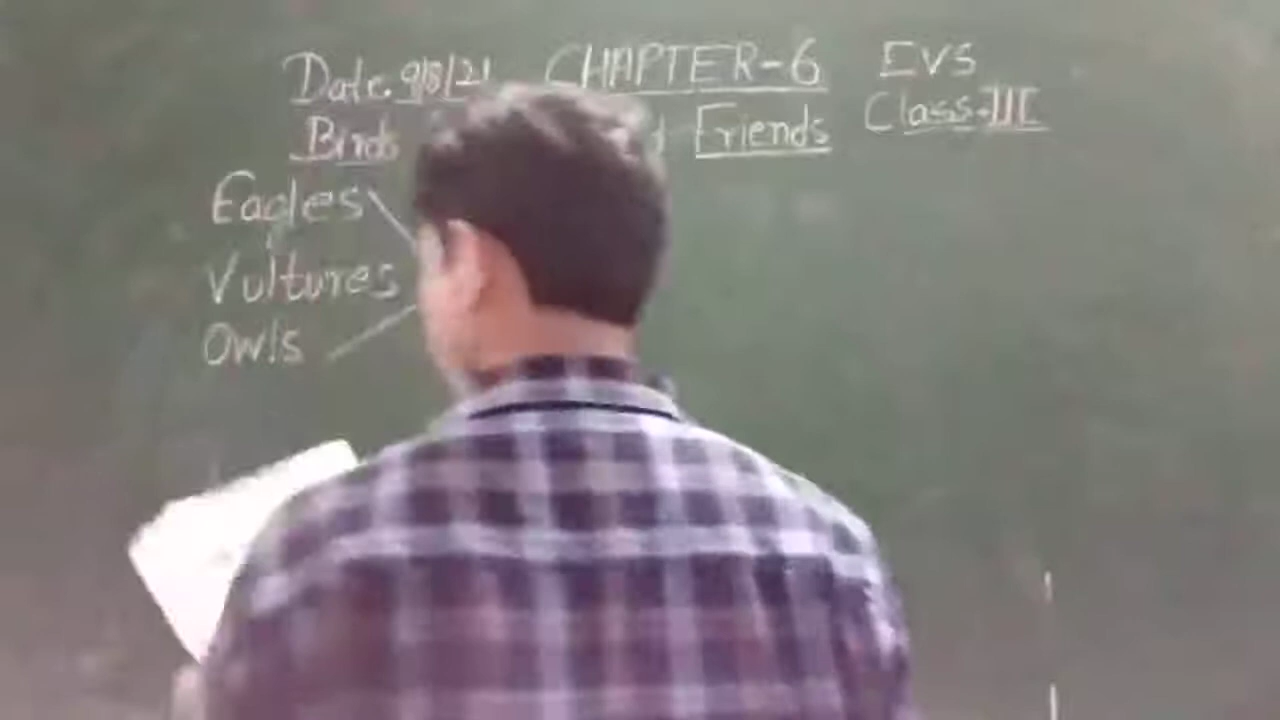 Date. 9/8/21 CHAPTER-6 EVS
Birds Friends Class-III
Eagles
Vultures
Owls